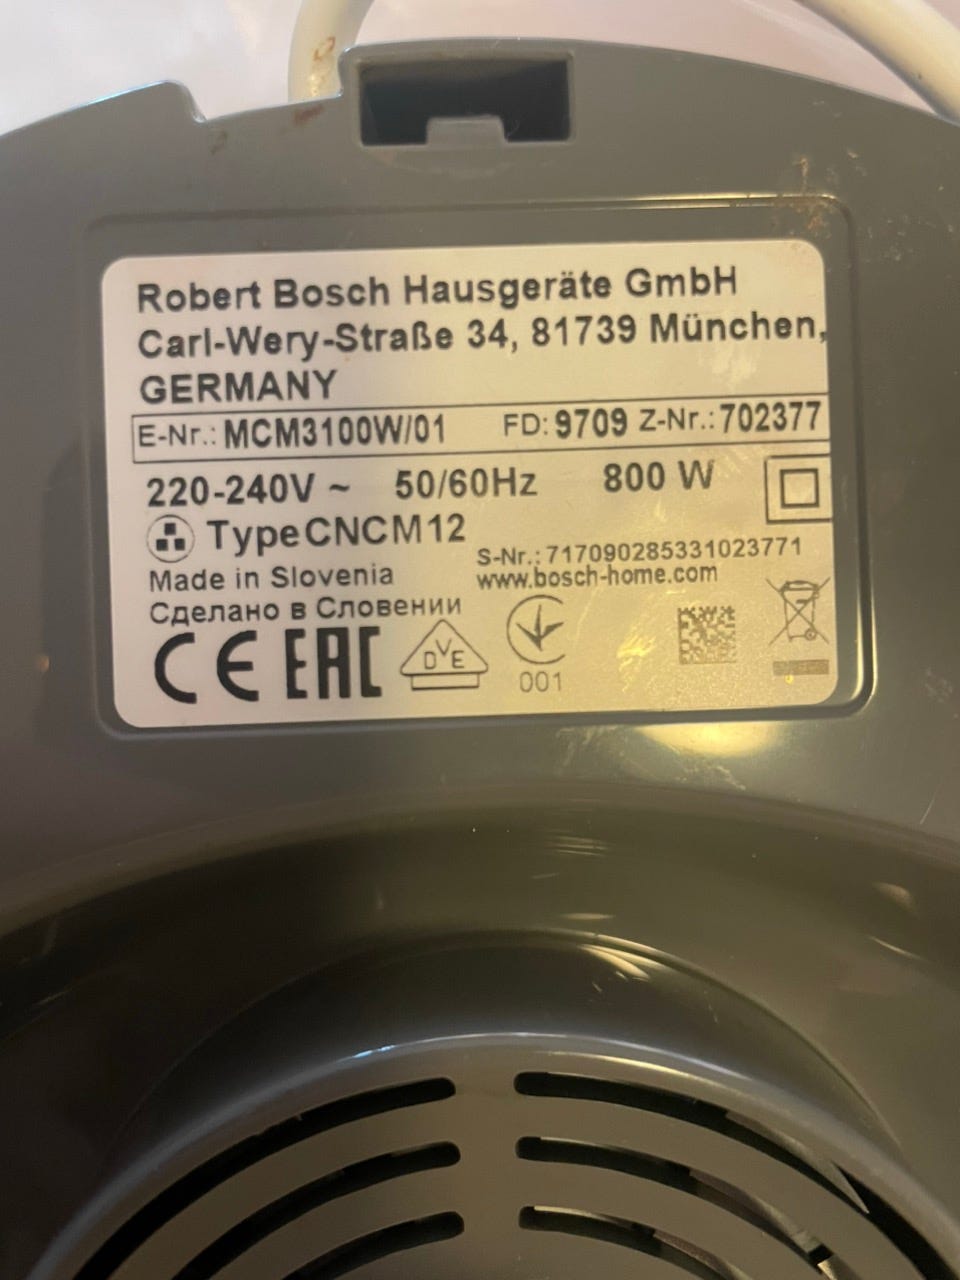 Robert Bosch Hausgeräte GmbH
Carl-Wery-Straße 34, 81739 München,
GERMANY
E-Nr.: MCM3100W/01 FD: 9709 Z-Nr.: 702377
220-240V ~ 50/60Hz 800 W
Type CNCM12
S-Nr.: 717090285331023771
Made in Slovenia www.bosch-home.com
Сделано в Словении
CE EAC DVE 001